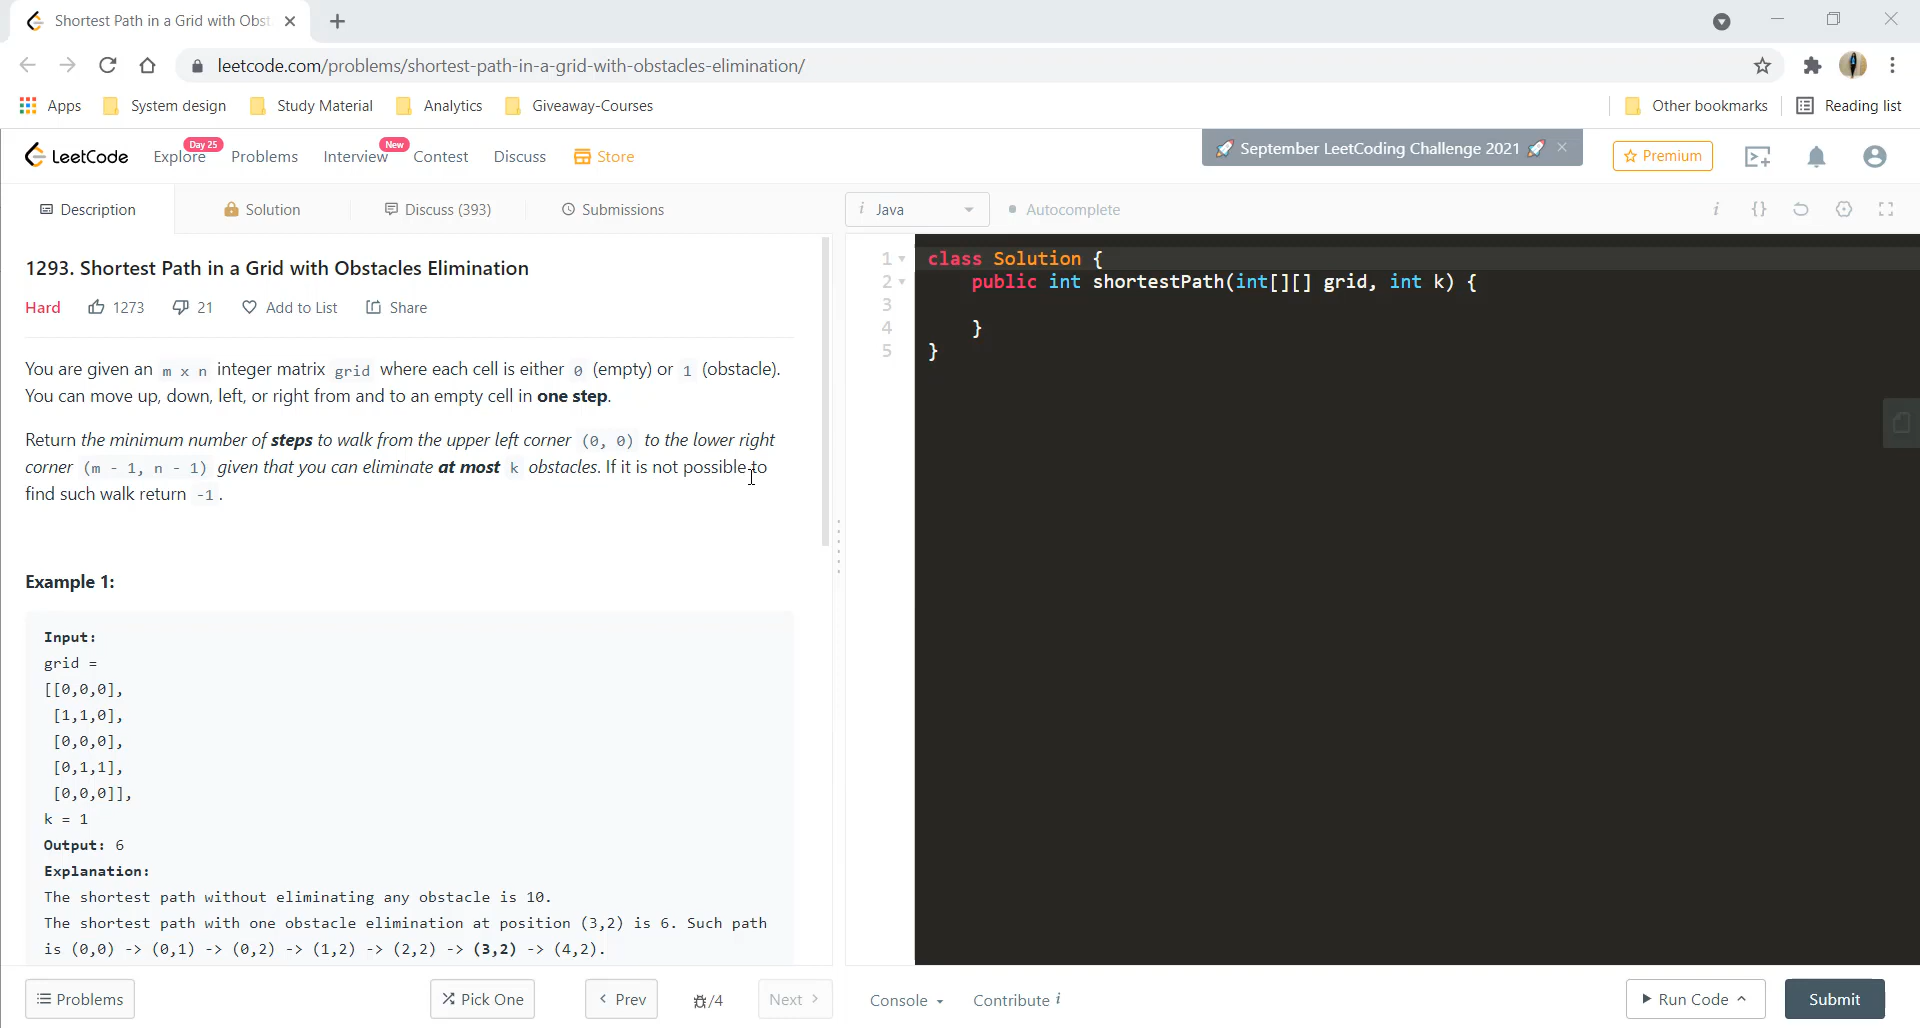 Shortest Path in a Grid with Obst
leetcode.com/problems/shortest-path-in-a-grid-with-obstacles-elimination/
Apps System design Study Material Analytics Giveaway-Courses Other bookmarks Reading list
LeetCode Explore Day 25 Problems Interview New Contest Discuss Store 🚀 September LeetCoding Challenge 2021 🚀 × Premium
Description Solution Discuss (393) Submissions
i Java Autocomplete i {}
1293. Shortest Path in a Grid with Obstacles Elimination
Hard 1273 21 Add to List Share
You are given an m x n integer matrix grid where each cell is either 0 (empty) or 1 (obstacle).
You can move up, down, left, or right from and to an empty cell in one step.
Return the minimum number of steps to walk from the upper left corner (0, 0) to the lower right
corner (m - 1, n - 1) given that you can eliminate at most k obstacles. If it is not possible to
find such walk return -1.
Example 1:
Input:
grid =
[[0,0,0],
[1,1,0],
[0,0,0],
[0,1,1],
[0,0,0]],
k = 1
Output: 6
Explanation:
The shortest path without eliminating any obstacle is 10.
The shortest path with one obstacle elimination at position (3,2) is 6. Such path
is (0,0) -> (0,1) -> (0,2) -> (1,2) -> (2,2) -> (3,2) -> (4,2).
1 class Solution {
2 public int shortestPath(int[][] grid, int k) {
3
4 }
5 }
Problems Pick One Prev /4 Next Console Contribute i Run Code Submit